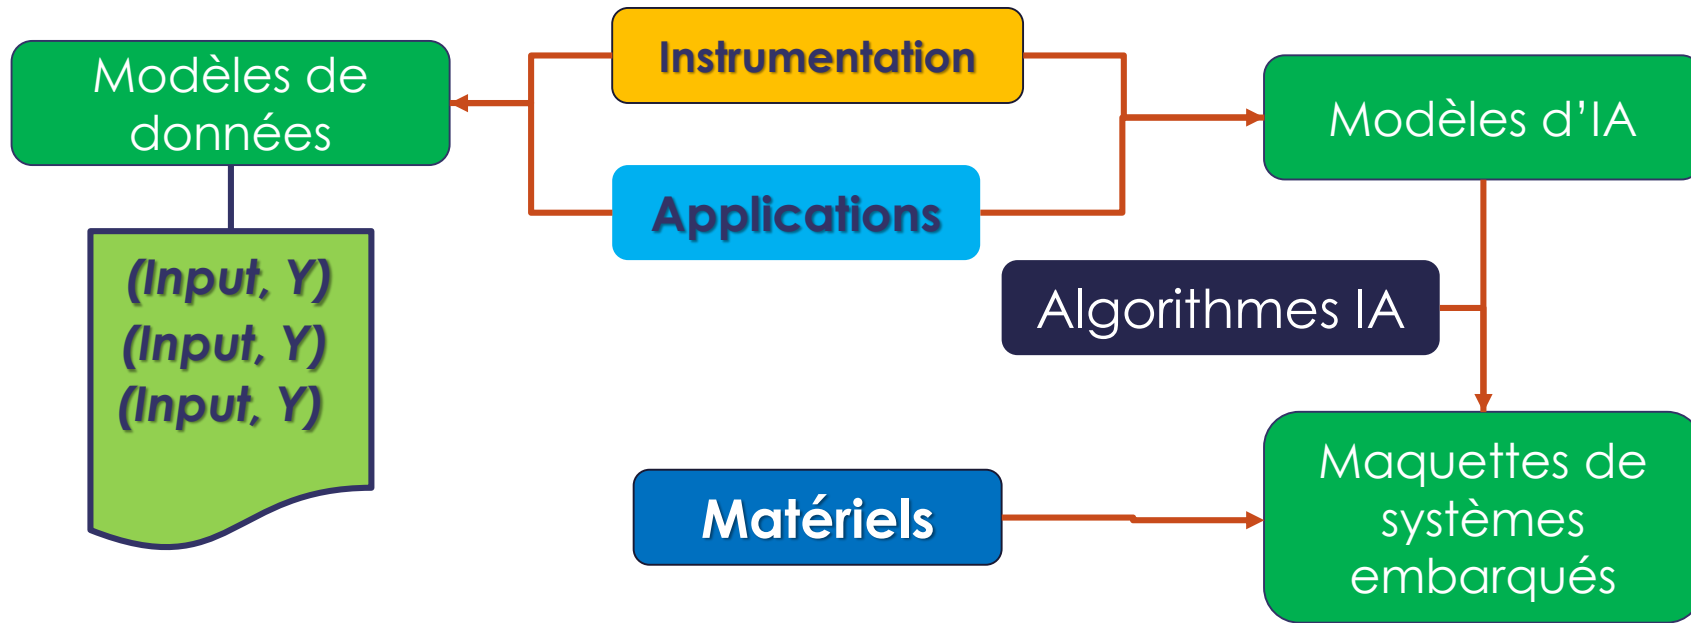 Instrumentation
Modèles de
données
Modèles d’IA
Applications
(Input, Y)
(Input, Y)
(Input, Y)
Algorithmes IA
Matériels
Maquettes de
systèmes
embarqués